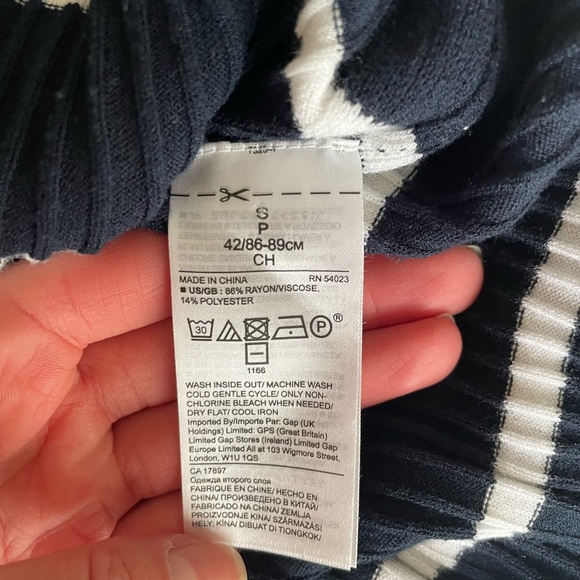 S
P
42/86-89CM
CH
MADE IN CHINA RN 54023
■ US/GB : 86% RAYON/VISCOSE,
14% POLYESTER
30 P
1166
WASH INSIDE OUT/ MACHINE WASH
COLD GENTLE CYCLE/ ONLY NON-
CHLORINE BLEACH WHEN NEEDED/
DRY FLAT/ COOL IRON
Imported By/Importe Par: Gap (UK
Holdings) Limited: GPS (Great Britain)
Limited Gap Stores (Ireland) Limited Gap
Europe Limited All at 103 Wigmore Street,
London, W1U 1QS
CA 17897
Одежда второго слоя
FABRIQUE EN CHINE/ HECHO EN
CHINA/ ПРОИЗВЕДЕНО В КИТАЙ/
FABRICADO NA CHINA/ ZEMLJA
PROIZVODNJE KINA/ SZÁRMAZÁSI
HELY: KÍNA/ DIBUAT DI TIONGKOK/